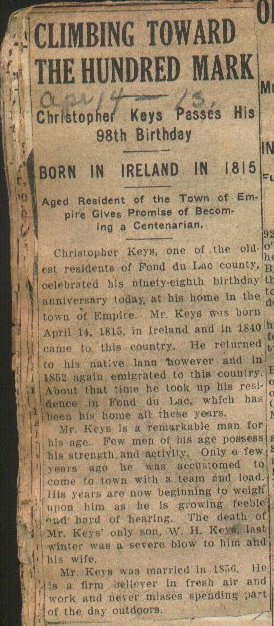 CLIMBING TOWARD
THE HUNDRED MARK
Apr 14 - 13.
Christopher Keys Passes His
98th Birthday
BORN IN IRELAND IN 1815
Aged Resident of the Town of Em-
pire Gives Promise of Becom-
ing a Centenarian.
Christopher Keys, one of the old-
est residents of Fond du Lac county,
celebrated his ninety-eighth birthday
anniversary today at his home in the
town of Empire. Mr. Keys was born
April 14, 1815, in Ireland and in 1840
came to this country. He returned
to his native land however and in
1852 again emigrated to this country.
About that time he took up his resi-
dence in Fond du Lac, which has
been his home all these years.
Mr. Keys is a remarkable man for
his age. Few men of his age possess
his strength and activity. Only a few
years ago he was accustomed to
come to town with a team and load.
His years are now beginning to weigh
upon him as he is growing feeble
and hard of hearing. The death of
Mr. Keys' only son, W. H. Keys, last
winter was a severe blow to him and
his wife.
Mr. Keys was married in 1856. He
is a firm believer in fresh air and
work and never misses spending part
of the day outdoors.